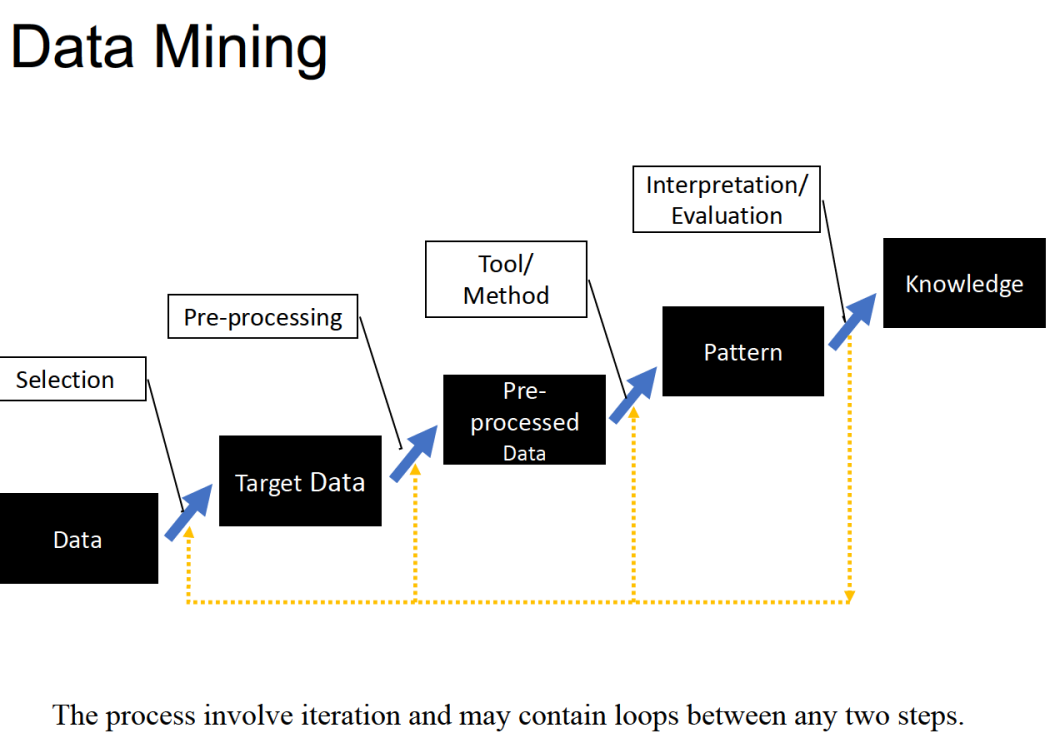 Data Mining
Interpretation/
Evaluation
Tool/
Method
Knowledge
Pre-processing
Pattern
Selection
Pre-
processed
Data
Target Data
Data
The process involve iteration and may contain loops between any two steps.